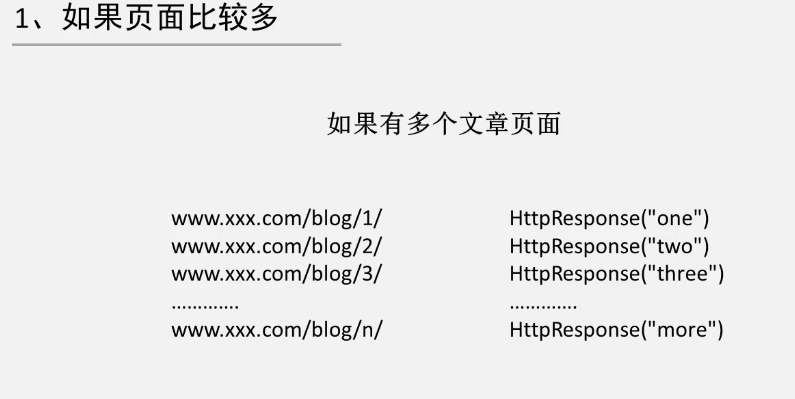 1、如果页面比较多
如果有多个文章页面
www.xxx.com/blog/1/ HttpResponse("one")
www.xxx.com/blog/2/ HttpResponse("two")
www.xxx.com/blog/3/ HttpResponse("three")
............. .............
www.xxx.com/blog/n/ HttpResponse("more")